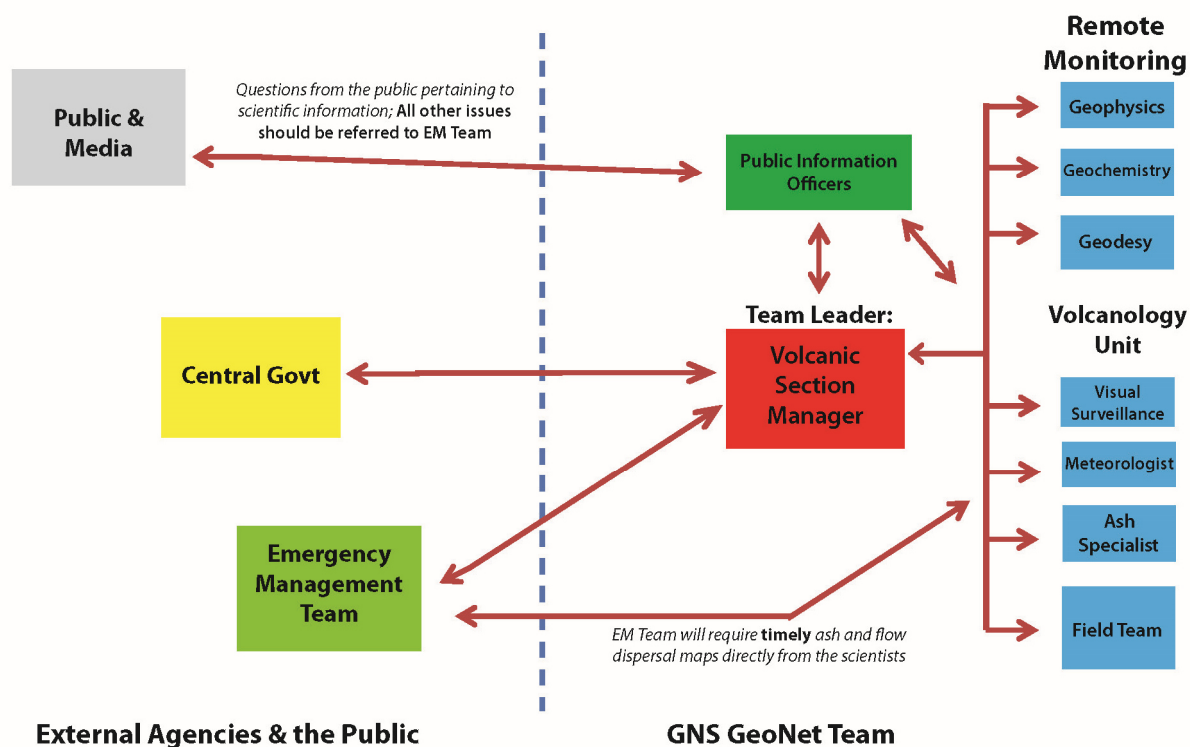 Public &
Media
Questions from the public pertaining to
scientific information; All other issues
should be referred to EM Team
Public Information
Officers
Remote
Monitoring
Geophysics
Geochemistry
Geodesy
Central Govt
Team Leader:
Volcanic
Section
Manager
Volcanology
Unit
Visual
Surveillance
Meteorologist
Ash
Specialist
Field Team
Emergency
Management
Team
EM Team will require timely ash and flow
dispersal maps directly from the scientists
External Agencies & the Public
GNS GeoNet Team